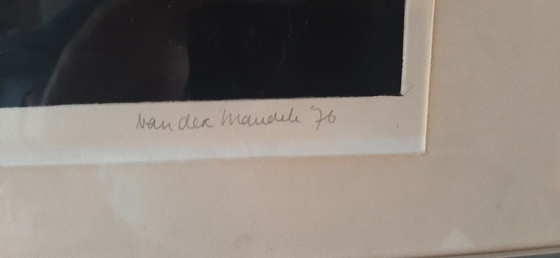 van der Mandele '76